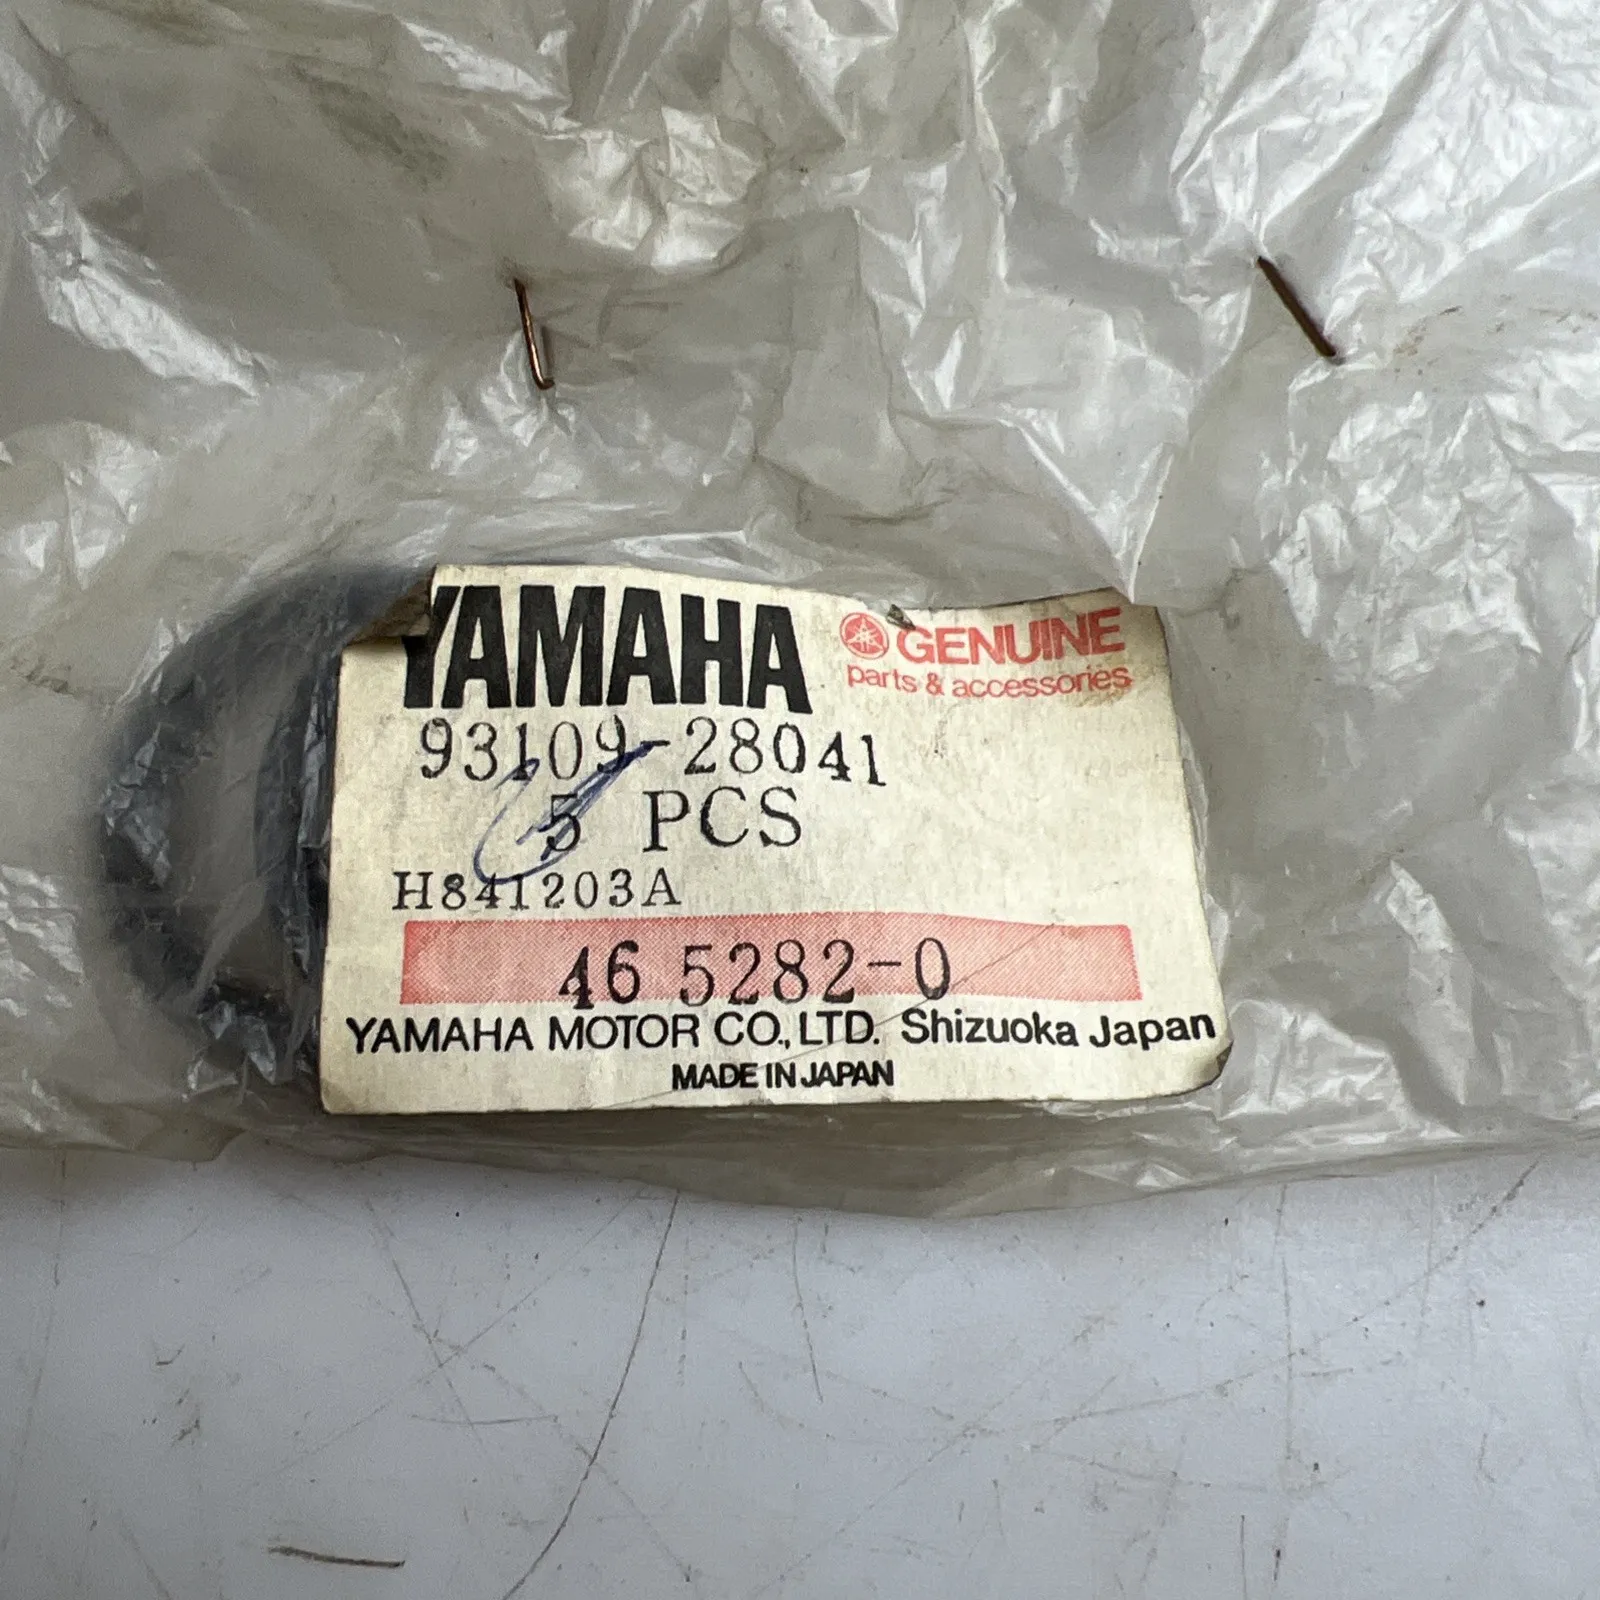 YAMAHA GENUINE
parts & accessories
93109-28041
5 PCS
H841203A
46 5282-0
YAMAHA MOTOR CO., LTD. Shizuoka Japan
MADE IN JAPAN